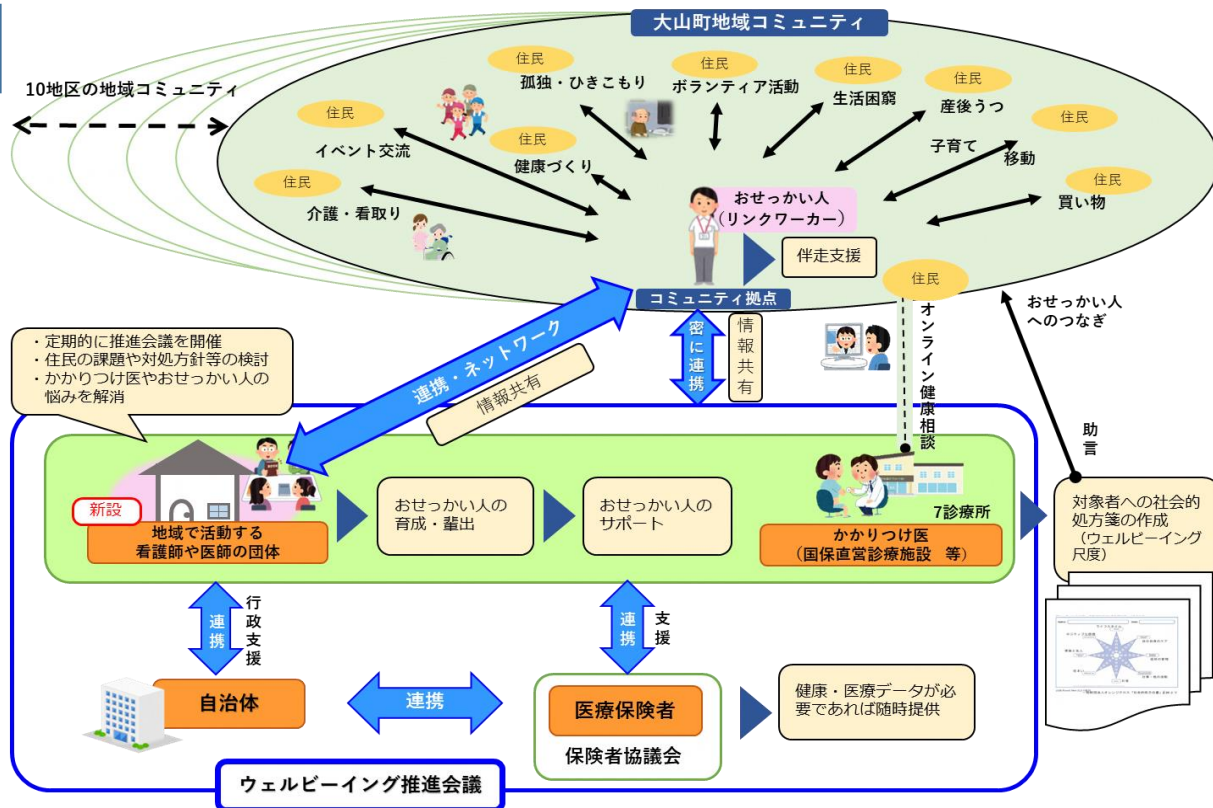 大山町地域コミュニティ
10地区の地域コミュニティ
住民
孤独・ひきこもり
住民
ボランティア活動
住民
生活困窮
住民
産後うつ
住民
イベント交流
住民
健康づくり
子育て
住民
移動
住民
介護・看取り
住民
買い物
おせっかい人
(リンクワーカー)
伴走支援
コミュニティ拠点
住民
おせっかい人
へのつなぎ
・定期的に推進会議を開催
・住民の課題や対処方針等の検討
・かかりつけ医やおせっかい人の
悩みを解消
連携・ネットワーク
情報共有
密に連携
情報共有
オンライン健康相談
助言
新設
地域で活動する
看護師や医師の団体
おせっかい人の
育成・輩出
おせっかい人の
サポート
7診療所
かかりつけ医
(国保直営診療施設 等)
対象者への社会的
処方箋の作成
(ウェルビーイング
尺度)
連携
行政支援
連携
支援
自治体
連携
医療保険者
保険者協議会
健康・医療データが必
要であれば随時提供
ウェルビーイング推進会議